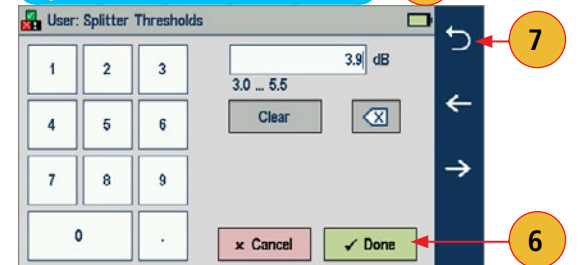 User: Splitter Thresholds
7
1 2 3
3.9 dB
3.0 ... 5.5
4 5 6
Clear
7 8 9
0 .
× Cancel
✓ Done
6